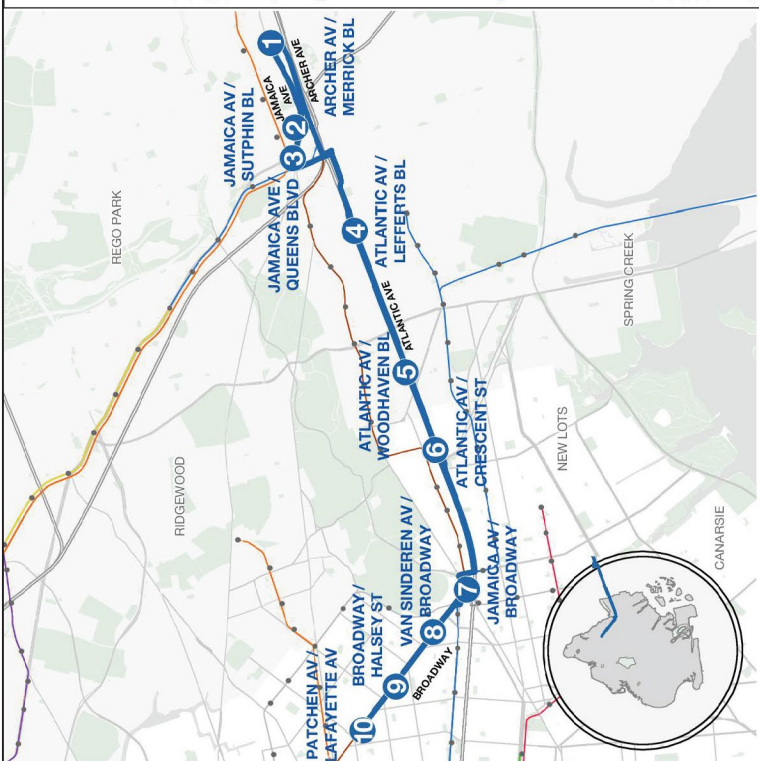 1
ARCHER AV /
MERRICK BL
JAMAICA
AVE
ARCHER AVE
2
JAMAICA AV /
SUTPHIN BL
3
JAMAICA AVE /
QUEENS BLVD
4
ATLANTIC AV /
LEFFERTS BL
ATLANTIC AVE
5
ATLANTIC AV /
WOODHAVEN BL
6
ATLANTIC AV /
CRESCENT ST
7
JAMAICA AV /
BROADWAY
8
VAN SINDEREN AV /
BROADWAY
BROADWAY
9
BROADWAY /
HALSEY ST
10
PATCHEN AV /
LAFAYETTE AV
REGO PARK
RIDGEWOOD
SPRING CREEK
NEW LOTS
CANARSIE